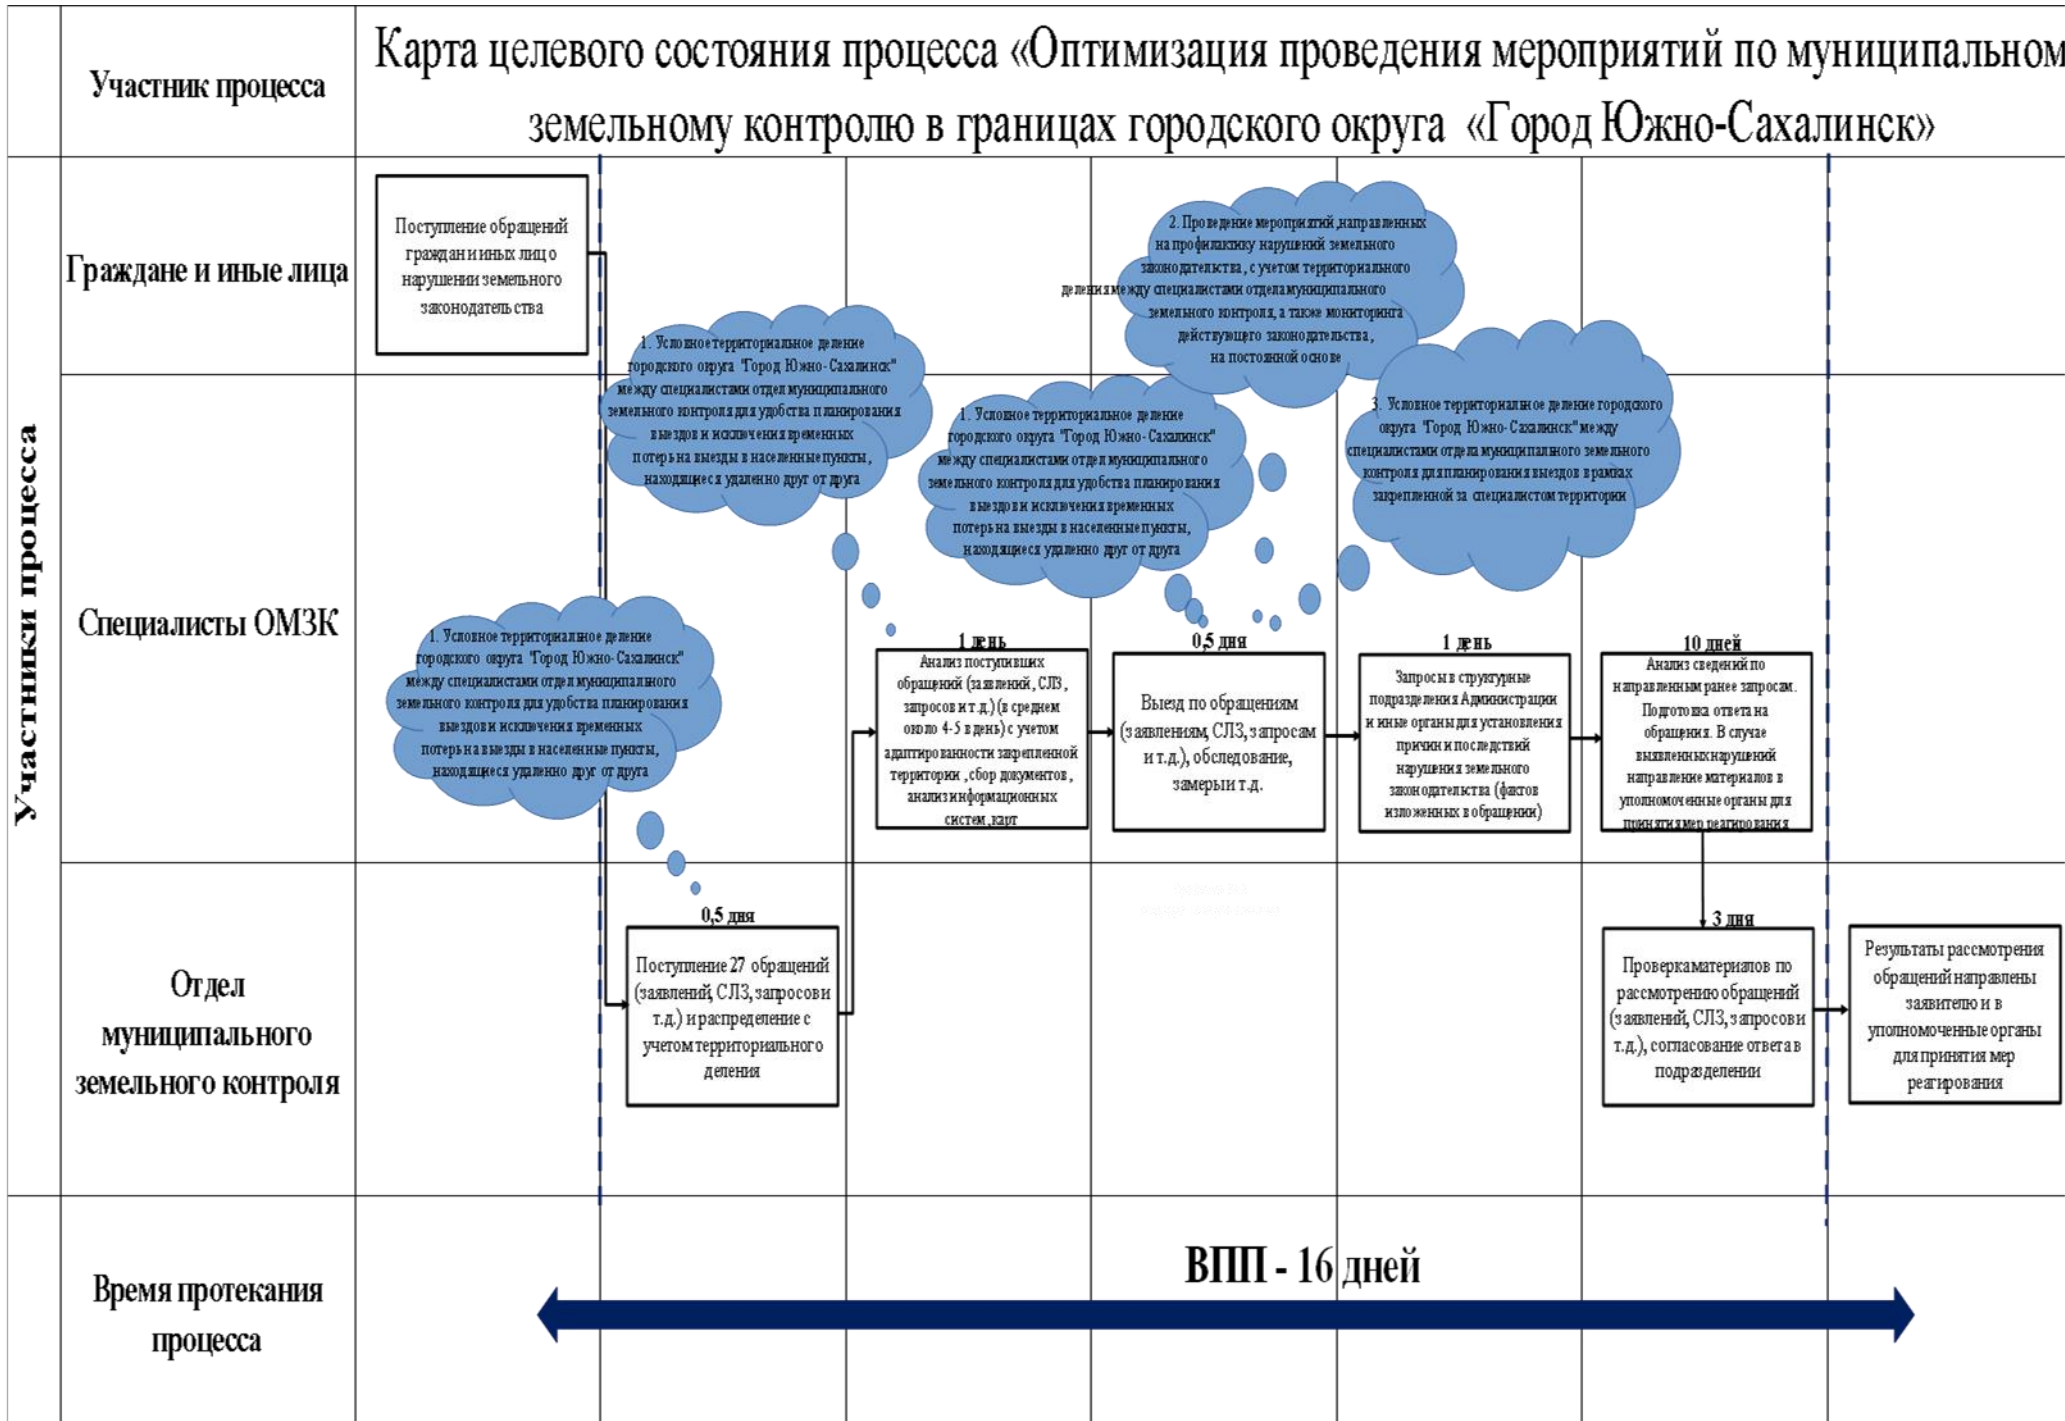 Участник процесса
Карта целевого состояния процесса «Оптимизация проведения мероприятий по муниципальном
земельному контролю в границах городского округа «Город Южно-Сахалинск»
Участники процесса
Граждане и иные лица
Поступление обращений
граждан и иных лиц о
нарушении земельного
законодательства
2. Проведение мероприятий, направленных
на профилактику нарушений земельного
законодательства, с учетом территориального
деления между специалистами отдела муниципального
земельного контроля, а также мониторинга
действующего законодательства,
на постоянной основе
1. Условное территориальное деление
городского округа "Город Южно-Сахалинск"
между специалистами отдел муниципального
земельного контроля для удобства планирования
выездов и исключения временных
потерь на выезды в населенные пункты,
находящиеся удаленно друг от друга
1. Условное территориальное деление
городского округа "Город Южно-Сахалинск"
между специалистами отдел муниципального
земельного контроля для удобства планирования
выездов и исключения временных
потерь на выезды в населенные пункты,
находящиеся удаленно друг от друга
3. Условное территориальное деление городского
округа "Город Южно-Сахалинск" между
специалистами отдела муниципального земельного
контроля для планирования выездов в рамках
закрепленной за специалистом территории
Специалисты ОМЗК
1. Условное территориальное деление
городского округа "Город Южно-Сахалинск"
между специалистами отдел муниципального
земельного контроля для удобства планирования
выездов и исключения временных
потерь на выезды в населенные пункты,
находящиеся удаленно друг от друга
1 день
Анализ поступивших
обращений (заявлений, СЛЗ,
запросов и т.д.) (в среднем
около 4-5 в день) с учетом
адаптированности закрепленной
территории, сбор документов,
анализ информационных
систем, карт
0,5 дня
Выезд по обращениям
(заявлениям, СЛЗ, запросам
и т.д.), обследование,
замеры и т.д.
1 день
Запросы в структурные
подразделения Администрации
и иные органы для установления
причин и последствий
нарушения земельного
законодательства (фактов
изложенных в обращении)
10 дней
Анализ сведений по
направленным ранее запросам.
Подготовка ответа на
обращения. В случае
выявленных нарушений
направление материалов в
уполномоченные органы для
принятия мер реагирования
Отдел
муниципального
земельного контроля
0,5 дня
Поступление 27 обращений
(заявлений, СЛЗ, запросов и
т.д.) и распределение с
учетом территориального
деления
3 дня
Проверка материалов по
рассмотрению обращений
(заявлений, СЛЗ, запросов и
т.д.), согласование ответа в
подразделении
Результаты рассмотрения
обращений направлены
заявителю и в
уполномоченные органы
для принятия мер
реагирования
Время протекания
процесса
ВПП - 16 дней